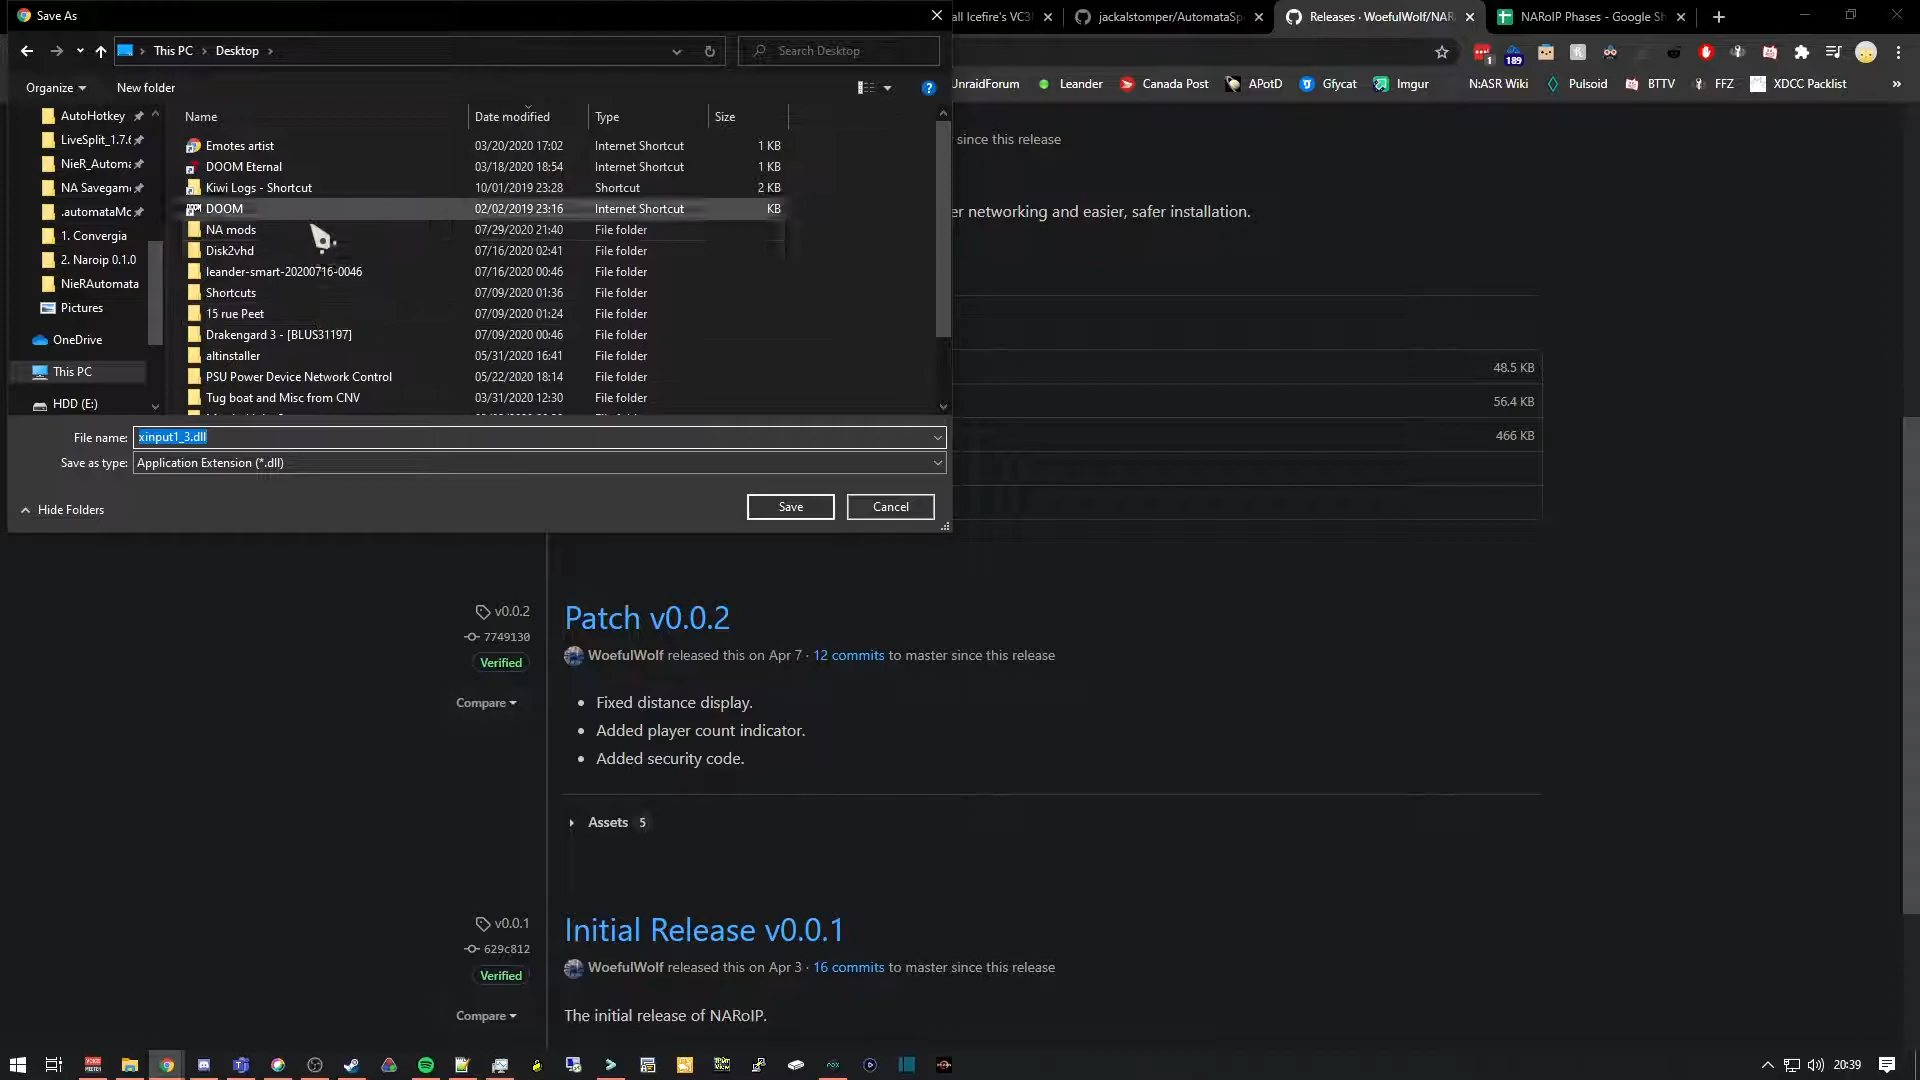 Save As
all Icefire's VC3
jackalstomper/AutomataSp
Releases · WoefulWolf/NAR
NARoIP Phases - Google Sh
This PC
Desktop
Search Desktop
1
189
Organize
New folder
UnraidForum
Leander
Canada Post
APotD
Gfycat
Imgur
N:ASR Wiki
Pulsoid
BTTV
FFZ
XDCC Packlist
»
AutoHotkey
LiveSplit_1.7.6
NieR_Automa
NA Savegam
.automataMo
1. Convergia
2. Naroip 0.1.0
NieRAutomata
Pictures
OneDrive
This PC
HDD (E:)
Name Date modified Type Size
Emotes artist 03/20/2020 17:02 Internet Shortcut 1 KB
DOOM Eternal 03/18/2020 18:54 Internet Shortcut 1 KB
Kiwi Logs - Shortcut 10/01/2019 23:28 Shortcut 2 KB
DOOM 02/02/2019 23:16 Internet Shortcut KB
NA mods 07/29/2020 21:40 File folder
Disk2vhd 07/16/2020 02:41 File folder
leander-smart-20200716-0046 07/16/2020 00:46 File folder
Shortcuts 07/09/2020 01:36 File folder
15 rue Peet 07/09/2020 01:24 File folder
Drakengard 3 - [BLUS31197] 07/09/2020 00:46 File folder
altinstaller 05/31/2020 16:41 File folder
PSU Power Device Network Control 05/22/2020 18:14 File folder
Tug boat and Misc from CNV 03/31/2020 12:30 File folder
File name: xinput1_3.dll
Save as type: Application Extension (*.dll)
Hide Folders
Save
Cancel
since this release
er networking and easier, safer installation.
48.5 KB
56.4 KB
466 KB
v0.0.2
7749130
Verified
Compare
Patch v0.0.2
WoefulWolf released this on Apr 7 · 12 commits to master since this release
• Fixed distance display.
• Added player count indicator.
• Added security code.
Assets 5
v0.0.1
629c812
Verified
Compare
Initial Release v0.0.1
WoefulWolf released this on Apr 3 · 16 commits to master since this release
The initial release of NARoIP.
20:39